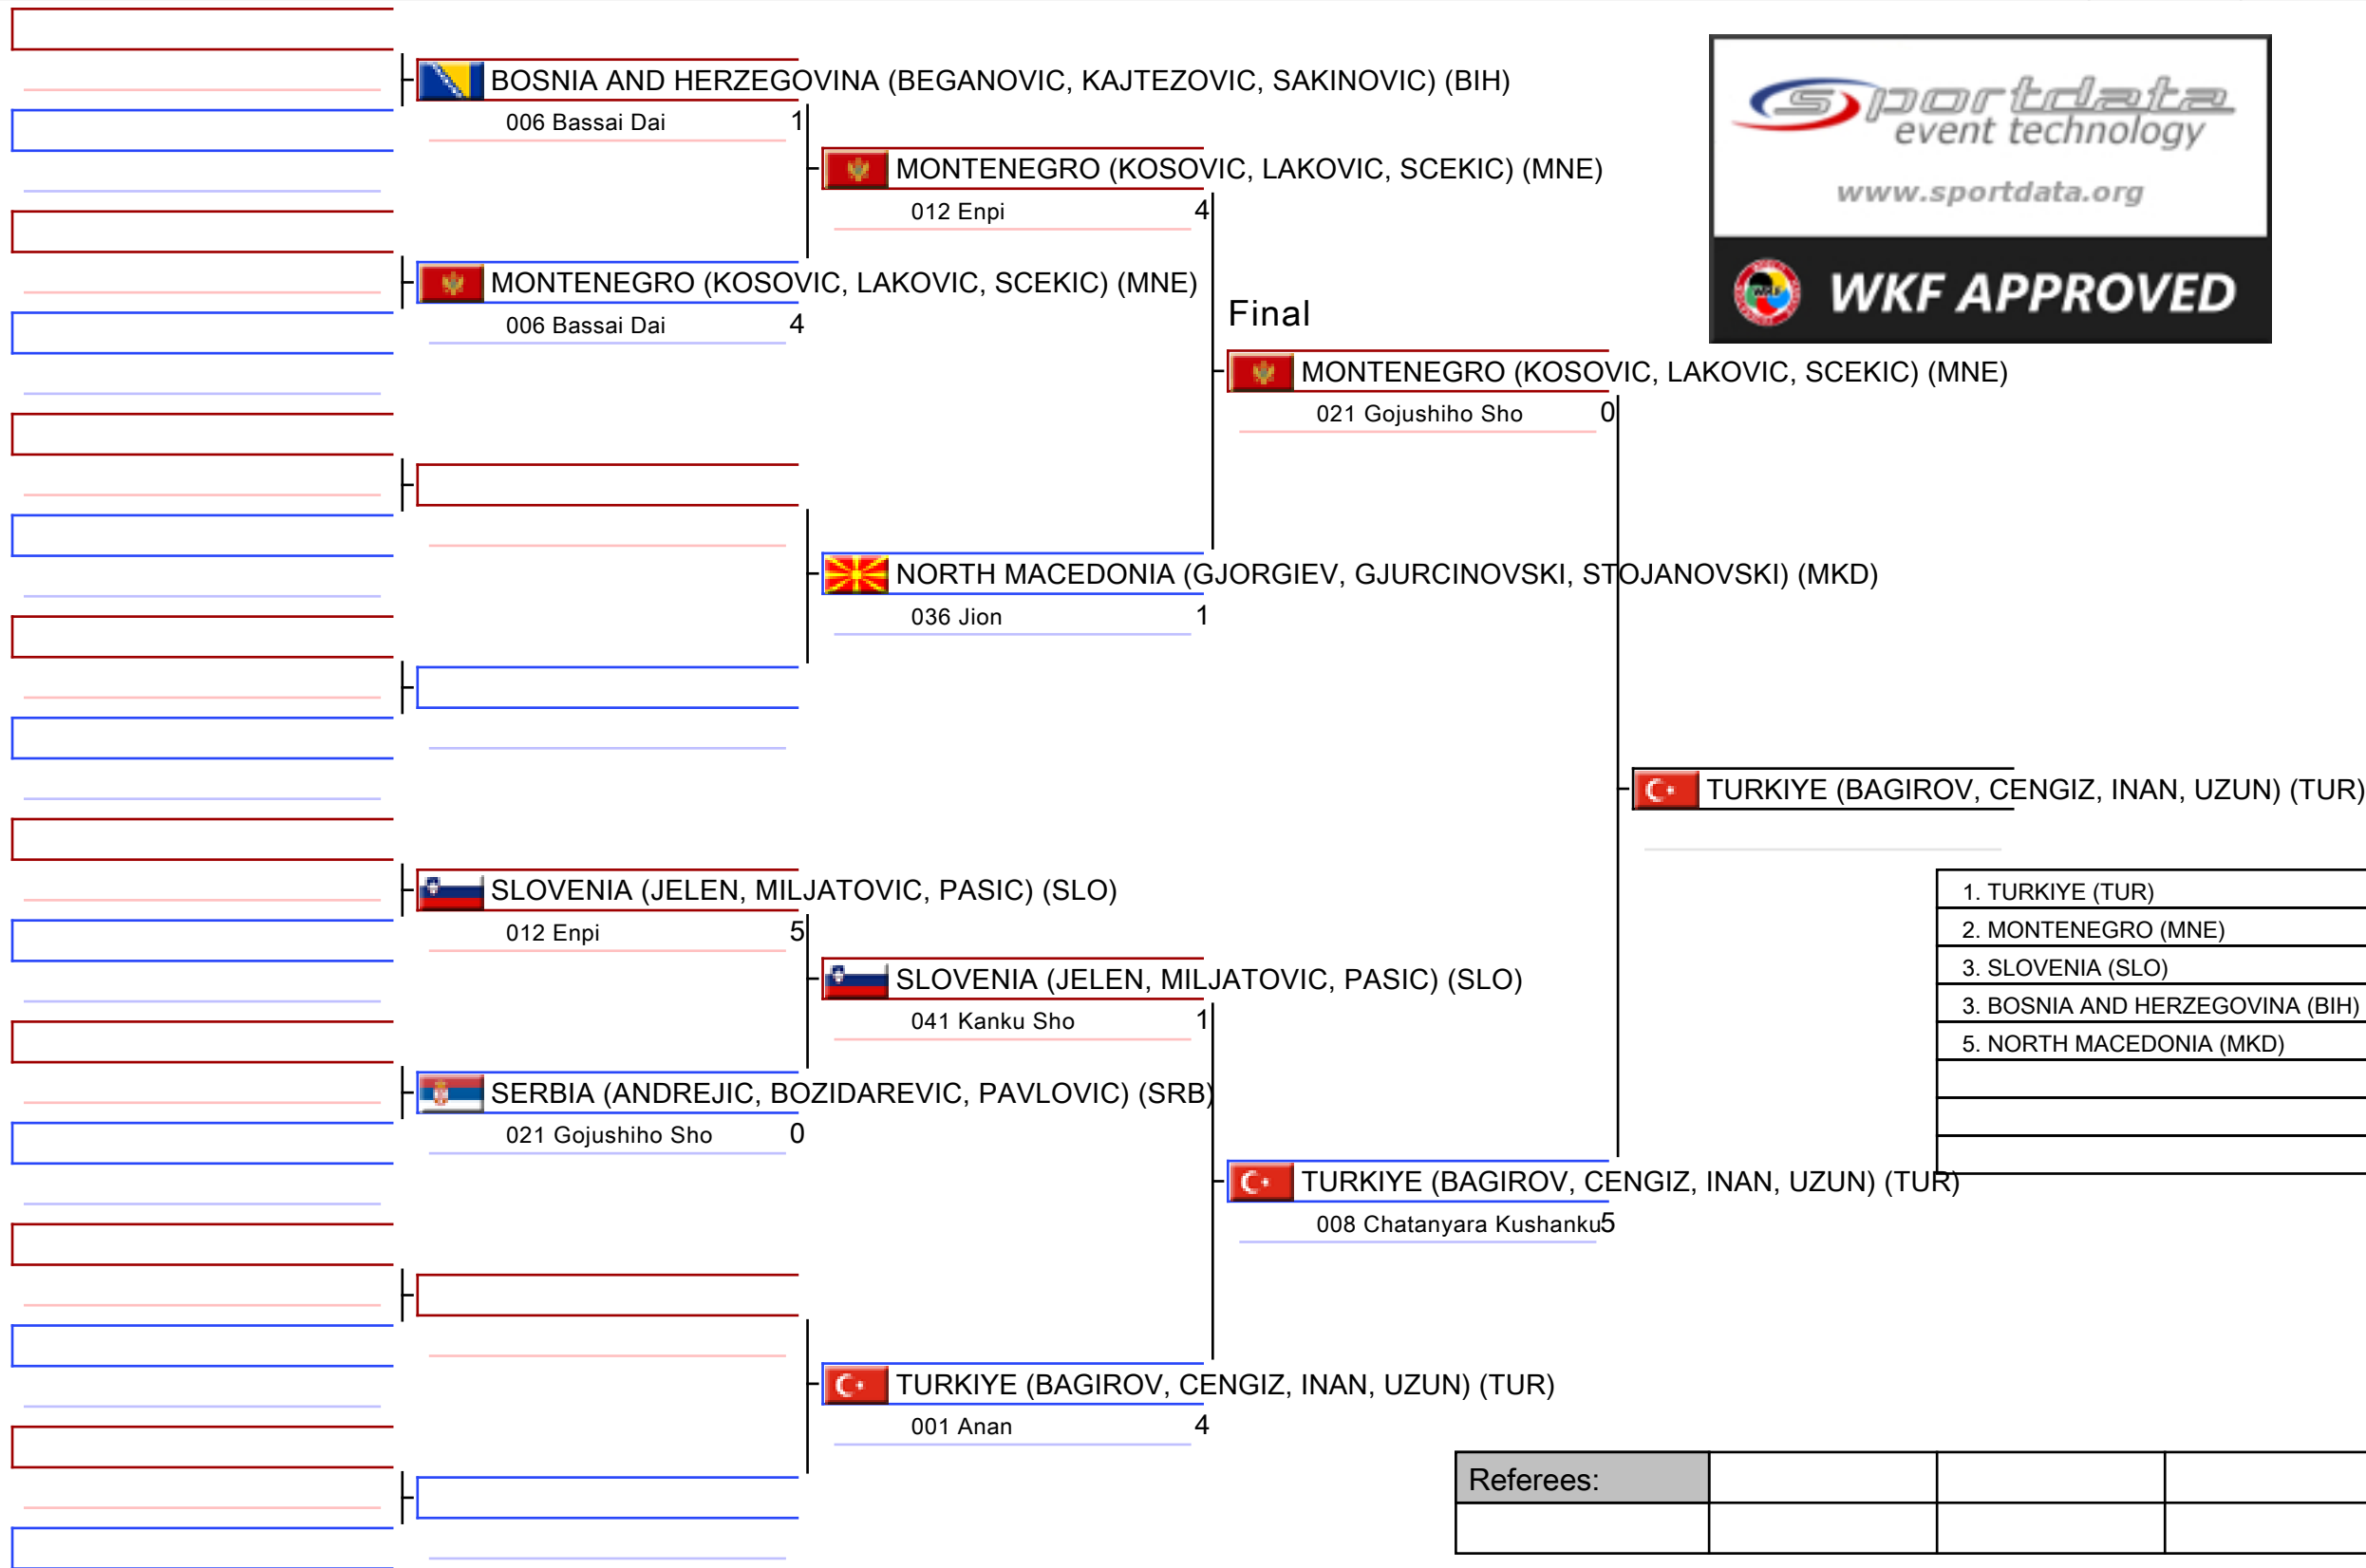 BOSNIA AND HERZEGOVINA (BEGANOVIC, KAJTEZOVIC, SAKINOVIC) (BIH)
006 Bassai Dai 1
MONTENEGRO (KOSOVIC, LAKOVIC, SCEKIC) (MNE)
012 Enpi 4
MONTENEGRO (KOSOVIC, LAKOVIC, SCEKIC) (MNE)
006 Bassai Dai 4
sportdata
event technology
www.sportdata.org
WKF
WKF APPROVED
Final
MONTENEGRO (KOSOVIC, LAKOVIC, SCEKIC) (MNE)
021 Gojushiho Sho 0
NORTH MACEDONIA (GJORGIEV, GJURCINOVSKI, STOJANOVSKI) (MKD)
036 Jion 1
TURKIYE (BAGIROV, CENGIZ, INAN, UZUN) (TUR)
SLOVENIA (JELEN, MILJATOVIC, PASIC) (SLO)
012 Enpi 5
SLOVENIA (JELEN, MILJATOVIC, PASIC) (SLO)
041 Kanku Sho 1
SERBIA (ANDREJIC, BOZIDAREVIC, PAVLOVIC) (SRB)
021 Gojushiho Sho 0
1. TURKIYE (TUR)
2. MONTENEGRO (MNE)
3. SLOVENIA (SLO)
3. BOSNIA AND HERZEGOVINA (BIH)
5. NORTH MACEDONIA (MKD)
TURKIYE (BAGIROV, CENGIZ, INAN, UZUN) (TUR)
008 Chatanyara Kushanku 5
TURKIYE (BAGIROV, CENGIZ, INAN, UZUN) (TUR)
001 Anan 4
Referees: